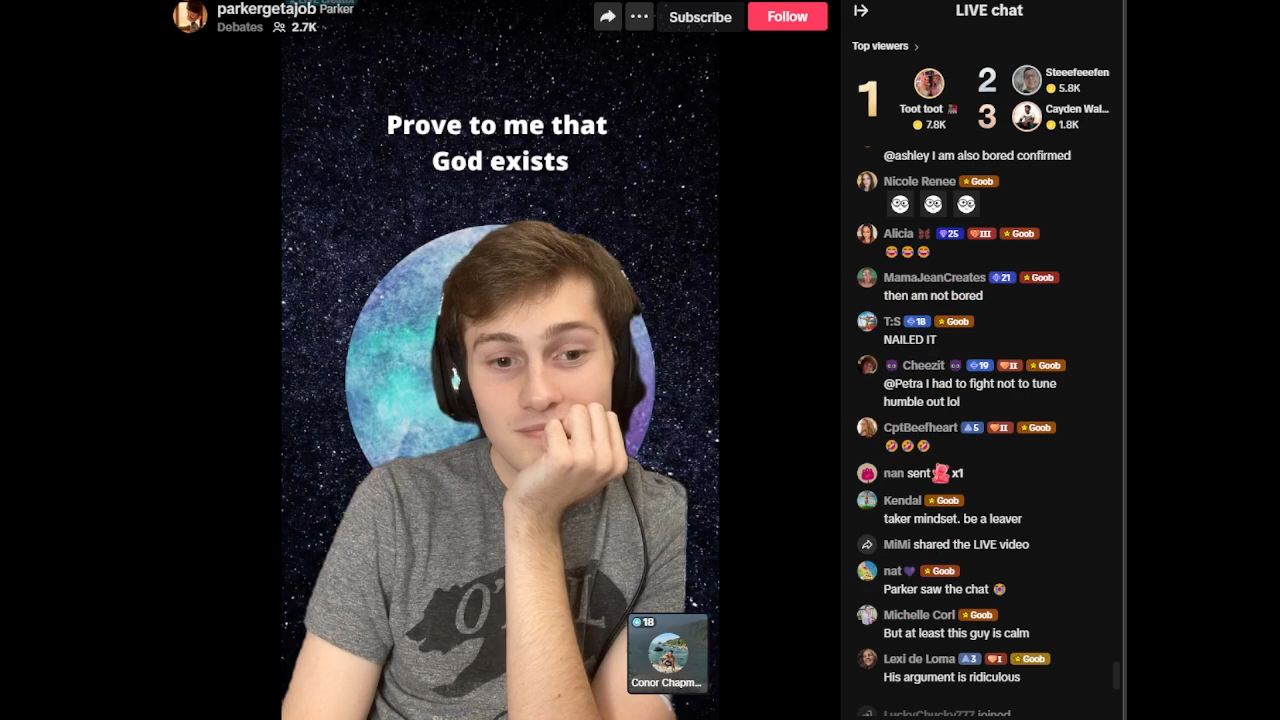 parkergetajob Parker
Debates 2.7K
Subscribe
Follow
Prove to me that
God exists
O'
18
Conor Chapm...
LIVE chat
Top viewers
1
Toot toot
7.8K
2
Steeefeeefen
5.8K
3
Cayden Wal...
1.8K
@ashley I am also bored confirmed
Nicole Renee Goob
Alicia 25 III Goob
MamaJeanCreates 21 Goob
then am not bored
T:S 18 Goob
NAILED IT
Cheezit 19 II Goob
@Petra I had to fight not to tune
humble out lol
CptBeefheart 5 II Goob
nan sent x1
Kendal Goob
taker mindset. be a leaver
MiMi shared the LIVE video
nat Goob
Parker saw the chat
Michelle Corl Goob
But at least this guy is calm
Lexi de Loma 3 I Goob
His argument is ridiculous
LuckyChucky777 joined